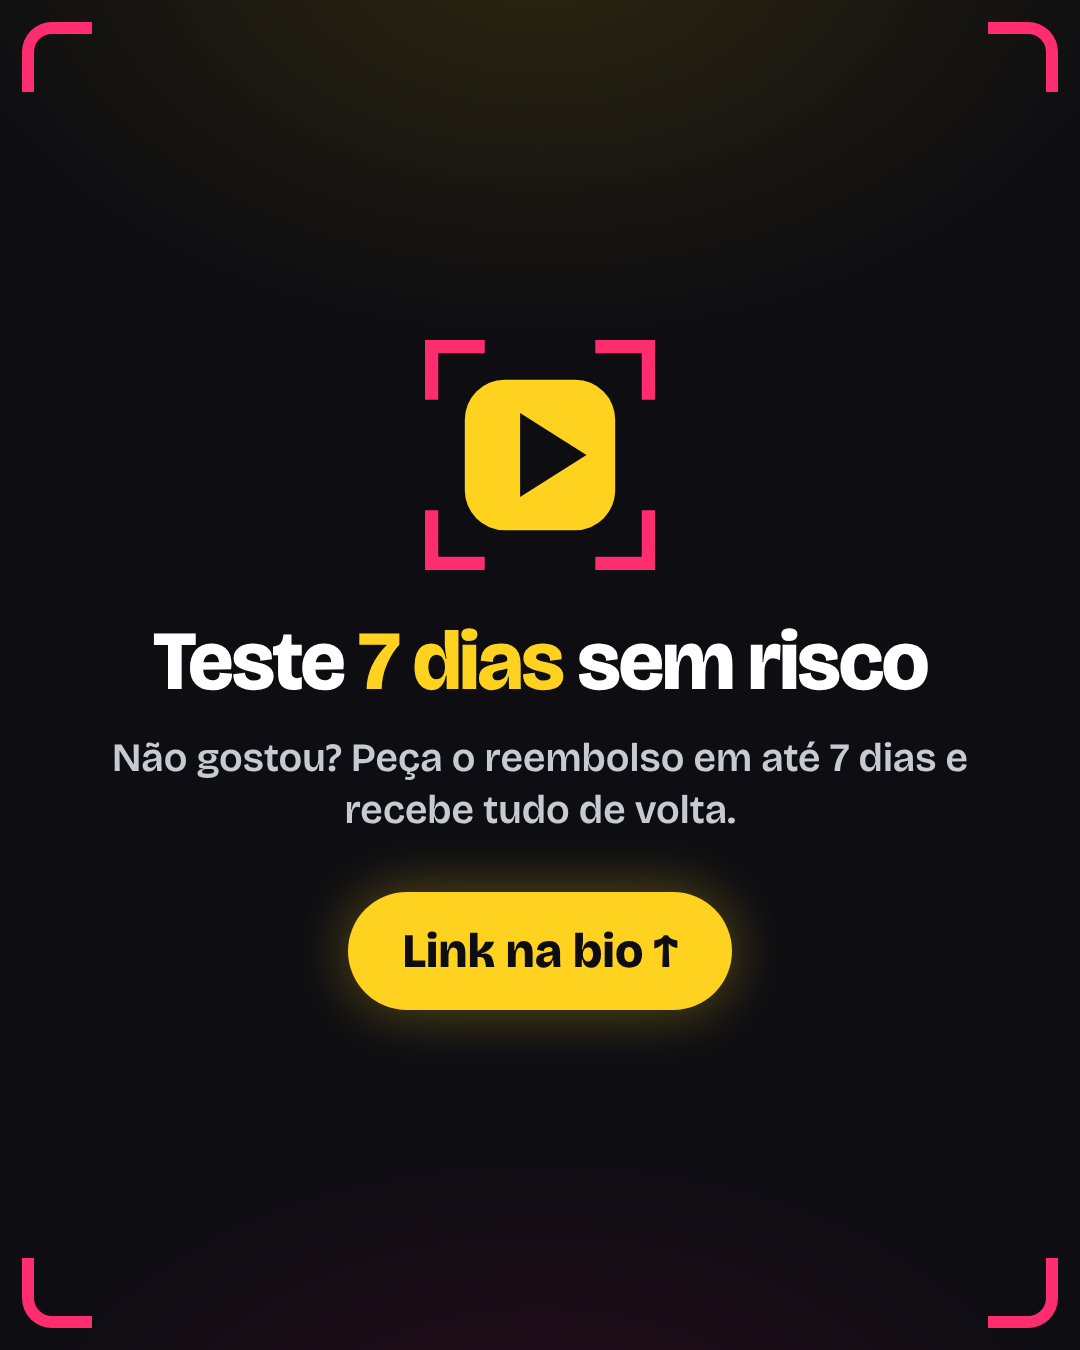 Teste 7 dias sem risco
Não gostou? Peça o reembolso em até 7 dias e
recebe tudo de volta.
Link na bio ↑